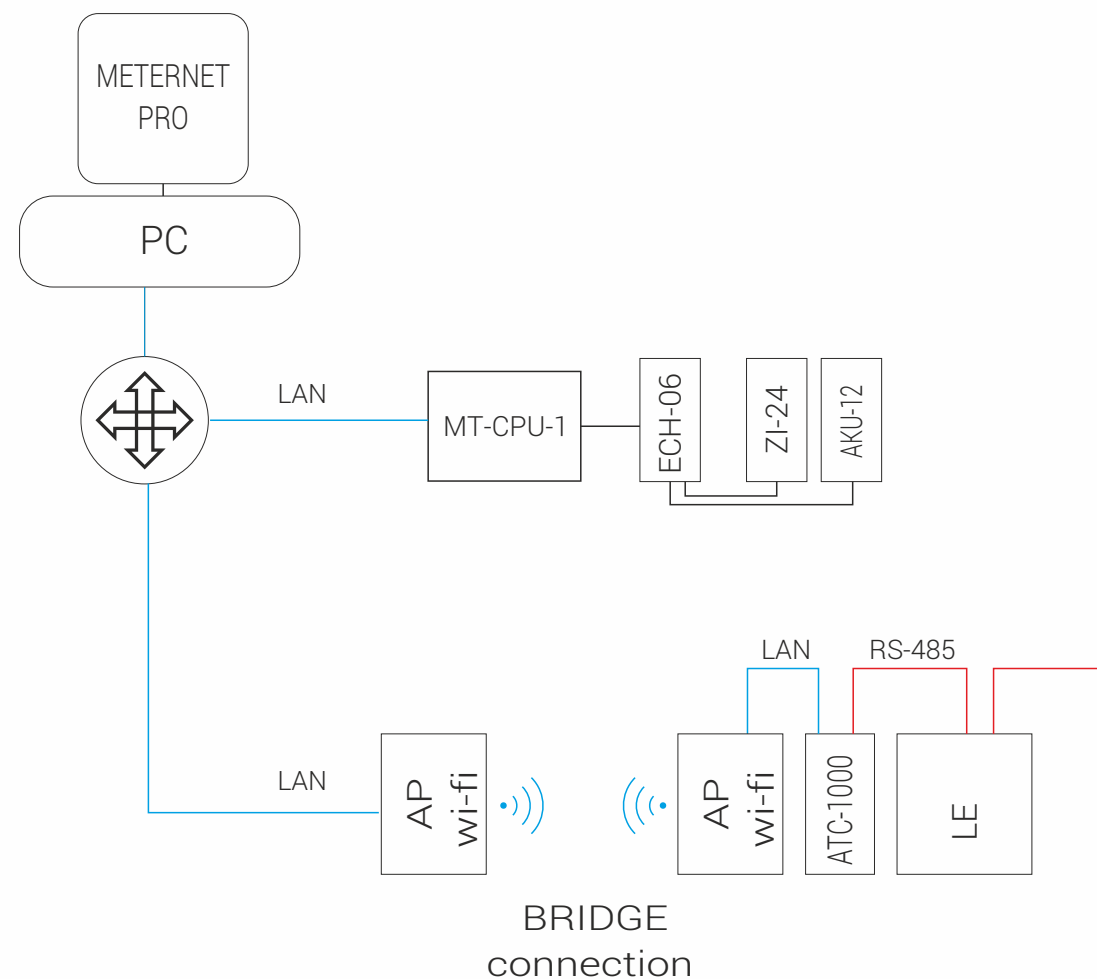 METERNET
PRO
PC
LAN
MT-CPU-1
ECH-06
ZI-24
AKU-12
LAN
RS-485
LAN
AP
wi-fi
AP
wi-fi
ATC-1000
LE
BRIDGE
connection